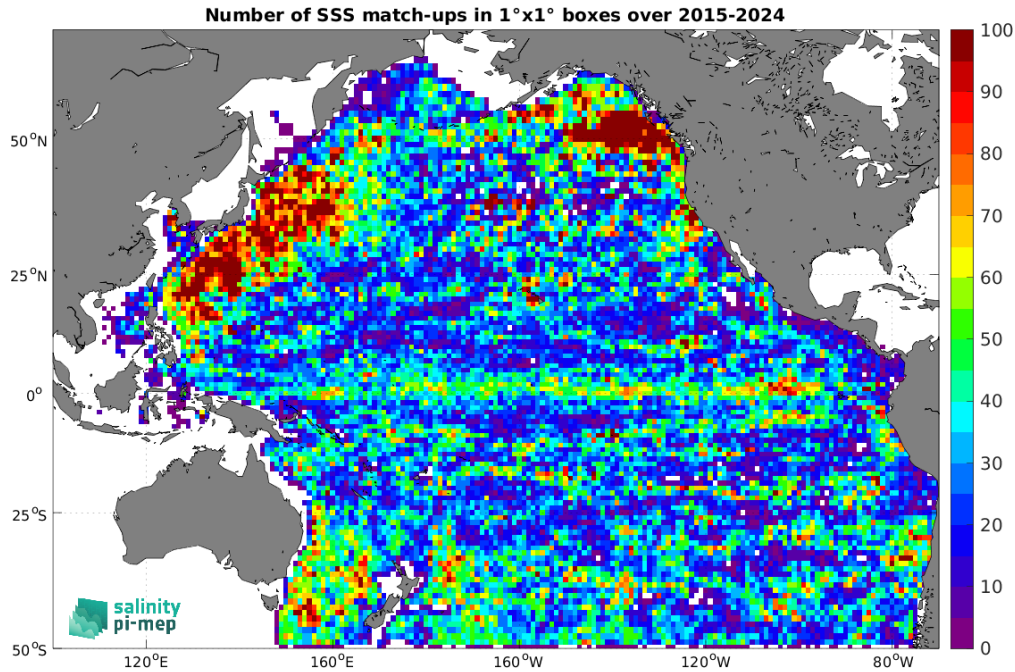 Number of SSS match-ups in 1°x1° boxes over 2015-2024
100
90
80
70
60
50
40
30
20
10
0
50°N
25°N
0°
25°S
50°S
120°E
160°E
160°W
120°W
80°W
salinity
pi-mep